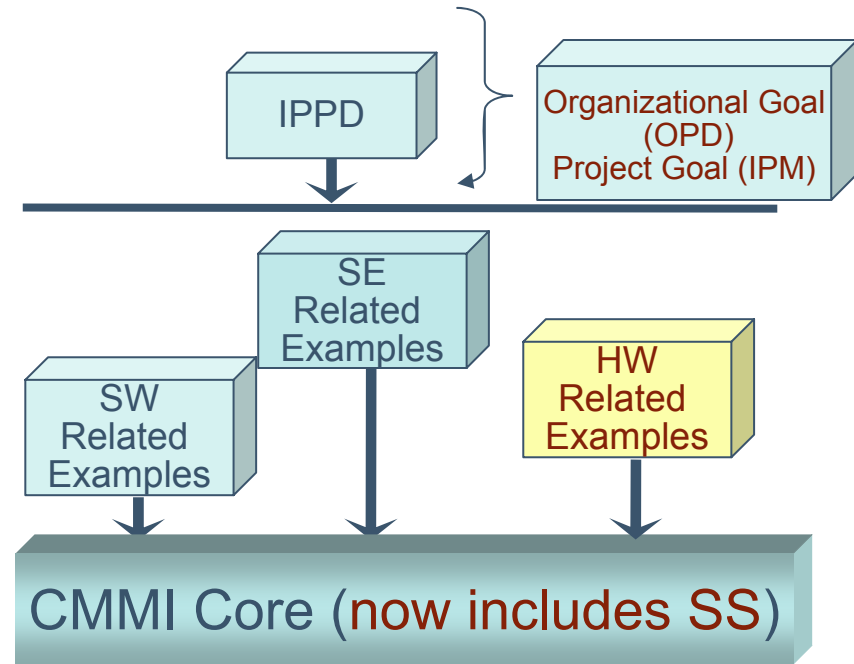 IPPD
Organizational Goal
(OPD)
Project Goal (IPM)
SE
Related
Examples
SW
Related
Examples
HW
Related
Examples
CMMI Core (now includes SS)